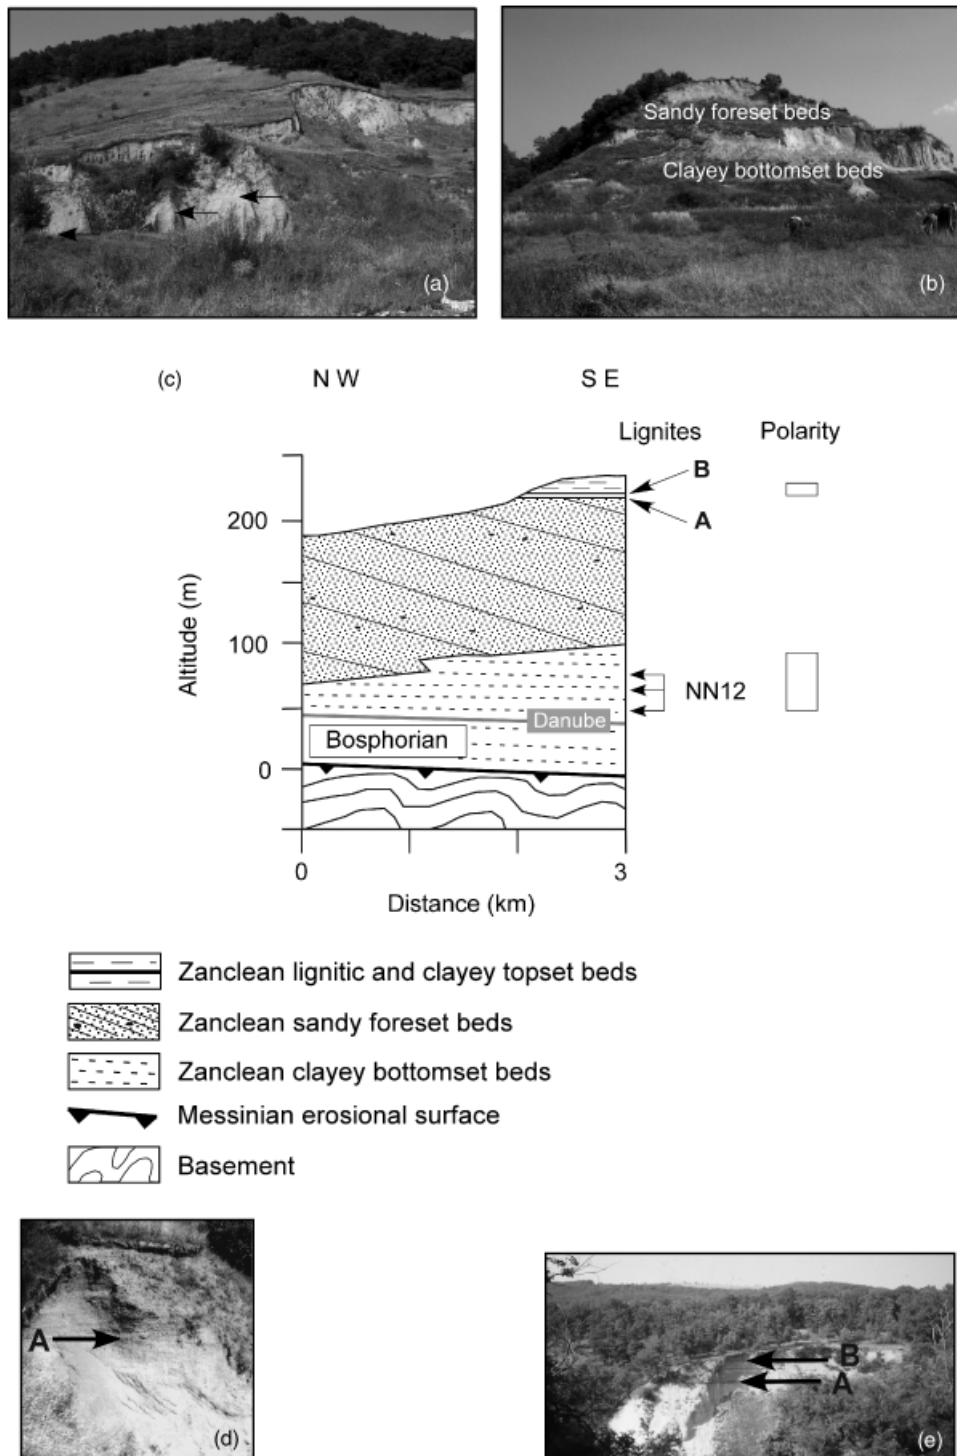 (a)
Sandy foreset beds
Clayey bottomset beds
(b)
(c)
N W
S E
Lignites
Polarity
B
A
200
100
0
Altitude (m)
NN12
Danube
Bosphorian
0
3
Distance (km)
Zanclean lignitic and clayey topset beds
Zanclean sandy foreset beds
Zanclean clayey bottomset beds
Messinian erosional surface
Basement
A
(d)
B
A
(e)